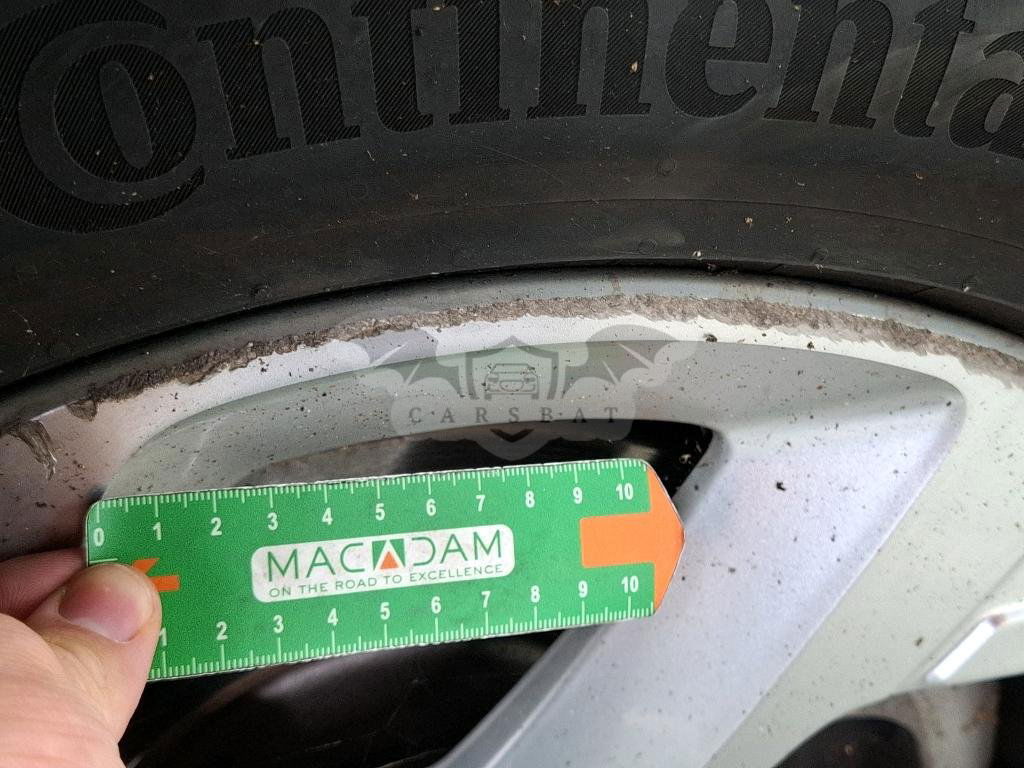 Continenta
CARSBAT
0 1 2 3 4 5 6 7 8 9 10
MACADAM
ON THE ROAD TO EXCELLENCE
1 2 3 4 5 6 7 8 9 10